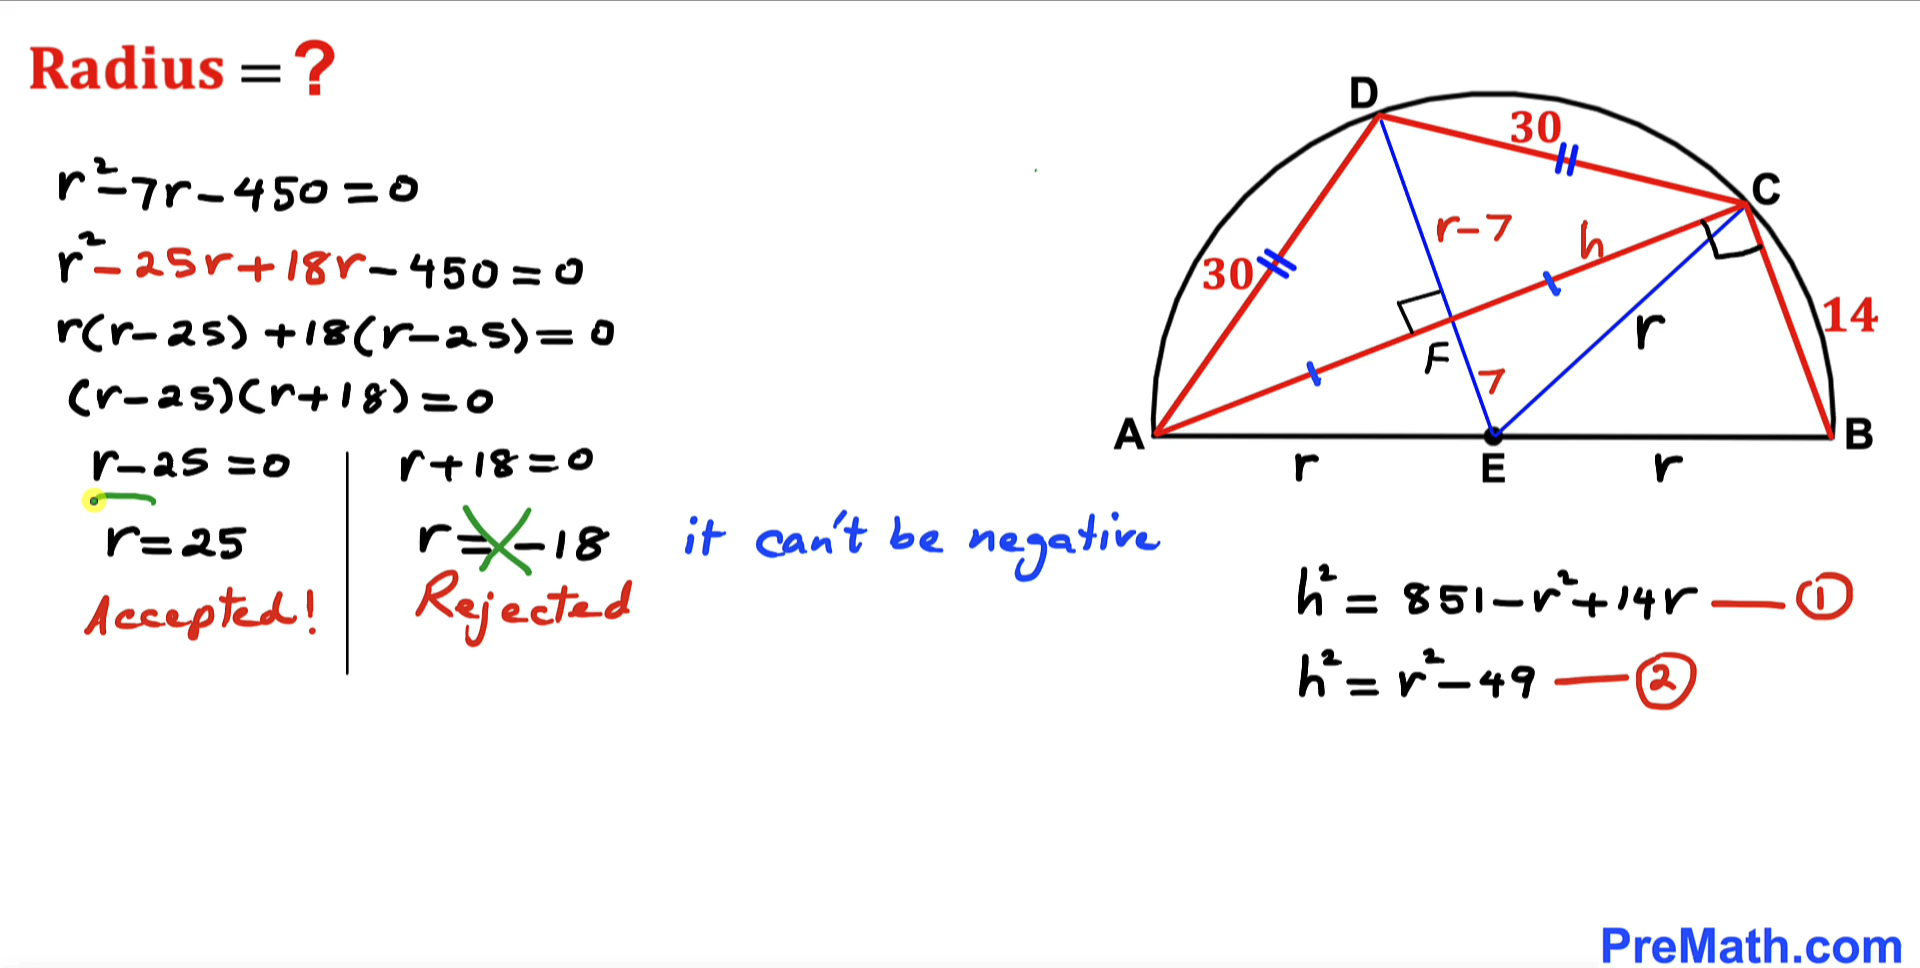 Radius = ?
r²-7r-450=0
r²-25r+18r-450=0
r(r-25)+18(r-25)=0
(r-25)(r+18)=0
r-25=0
r=25
Accepted!
r+18=0
r=-18
Rejected
it can't be negative
D
30
C
r-7
h
30
14
r
F
7
A
B
r
E
r
h²=851-r²+14r — ①
h²=r²-49 — ②
PreMath.com